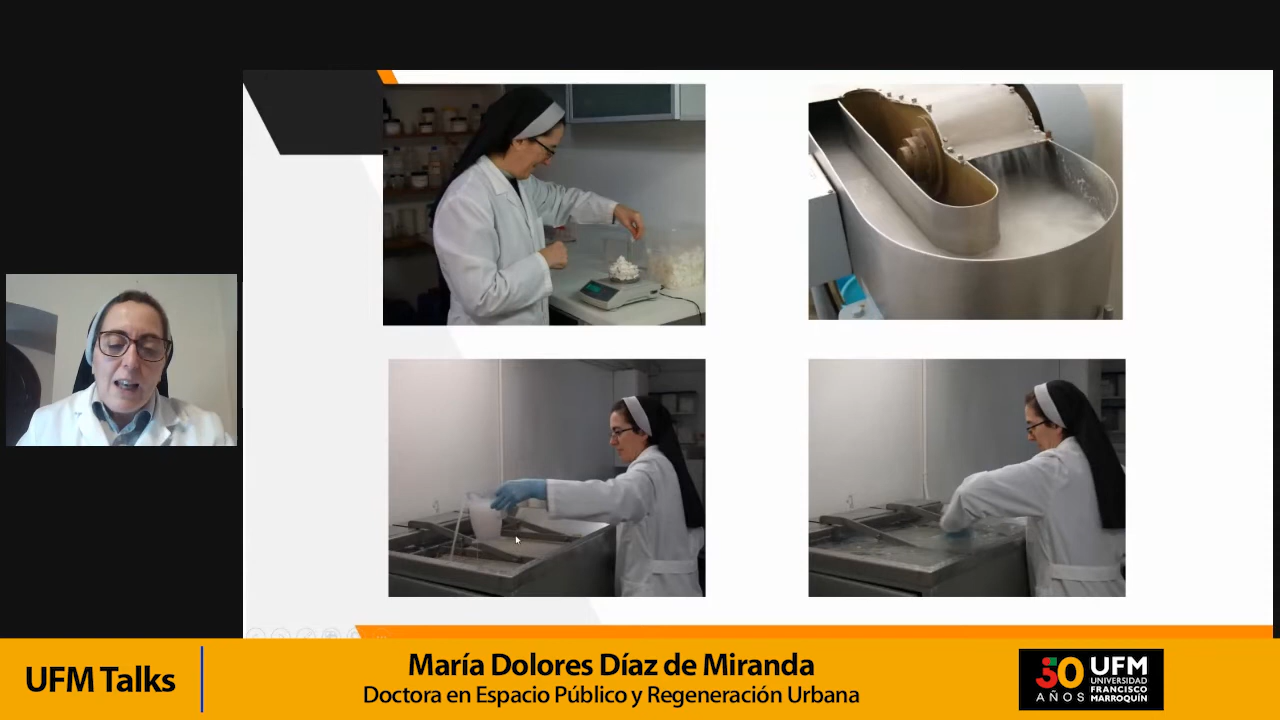 UFM Talks
María Dolores Díaz de Miranda
Doctora en Espacio Público y Regeneración Urbana
50
AÑOS
UFM
UNIVERSIDAD
FRANCISCO
MARROQUÍN